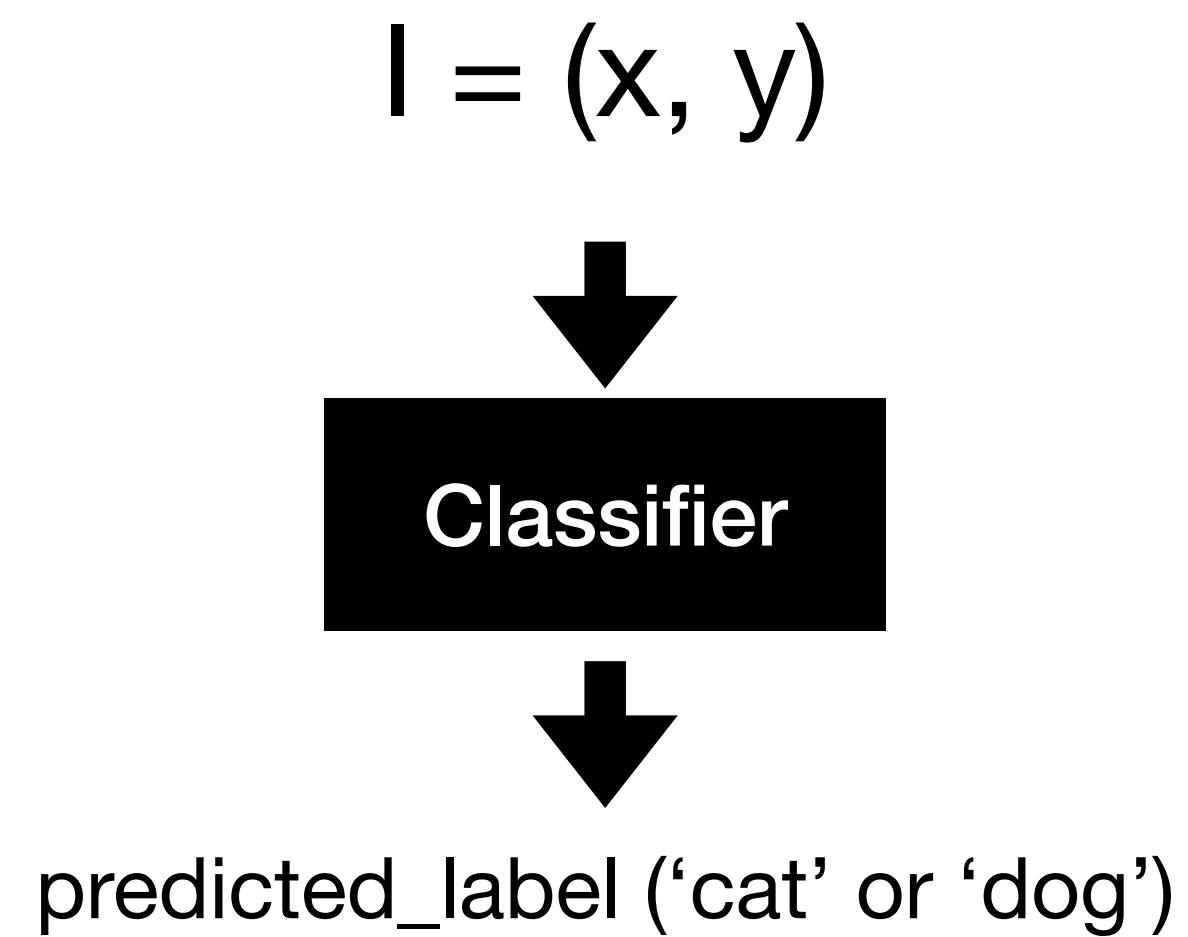 I = (x, y)
Classifier
predicted_label (‘cat’ or ‘dog’)